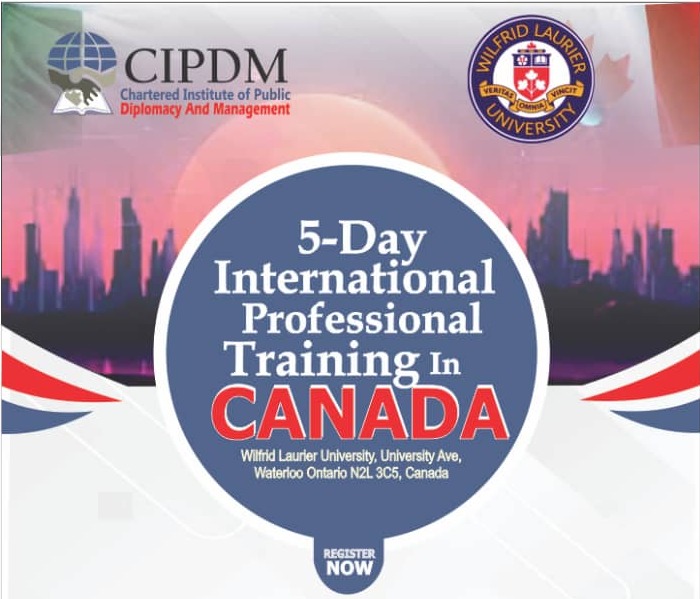 CIPDM
Chartered Institute of Public
Diplomacy And Management
WILFRID LAURIER
VERITAS OMNIA VINCIT
UNIVERSITY
5-Day
International
Professional
Training In
CANADA
Wilfrid Laurier University, University Ave,
Waterloo Ontario N2L 3C5, Canada
REGISTER
NOW